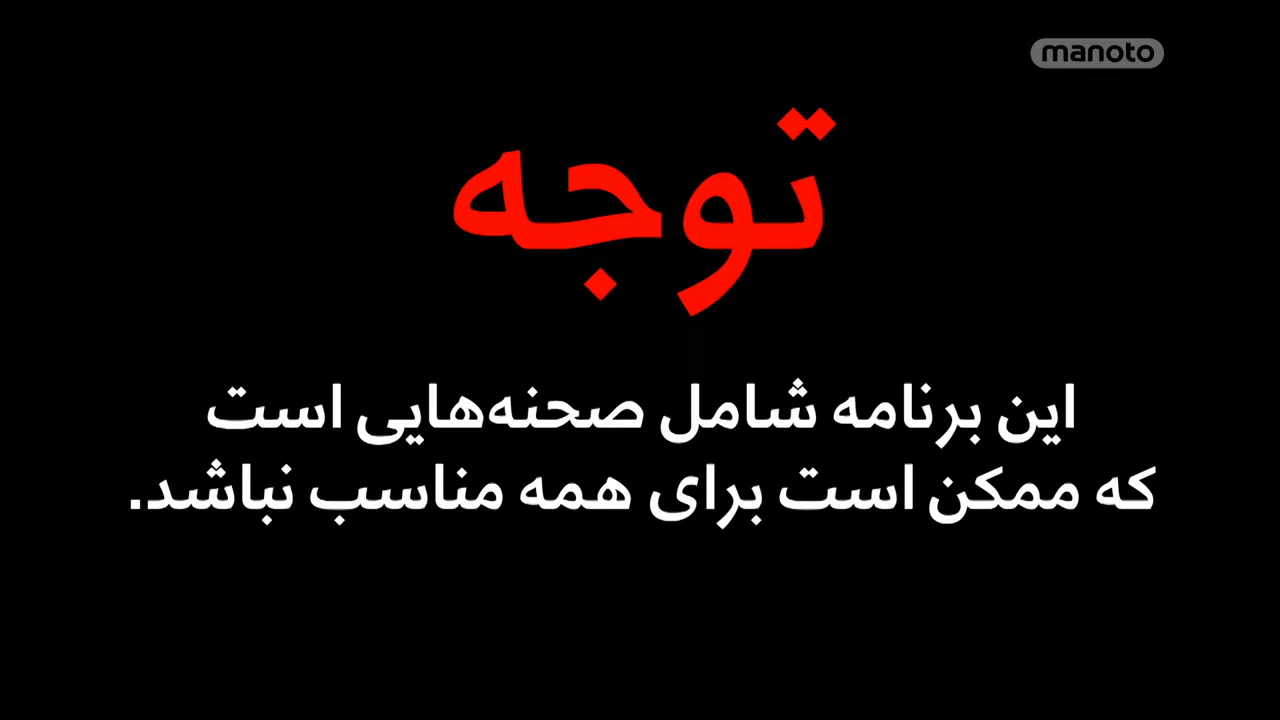 manoto
توجه
این برنامه شامل صحنه‌هایی است
که ممکن است برای همه مناسب نباشد.